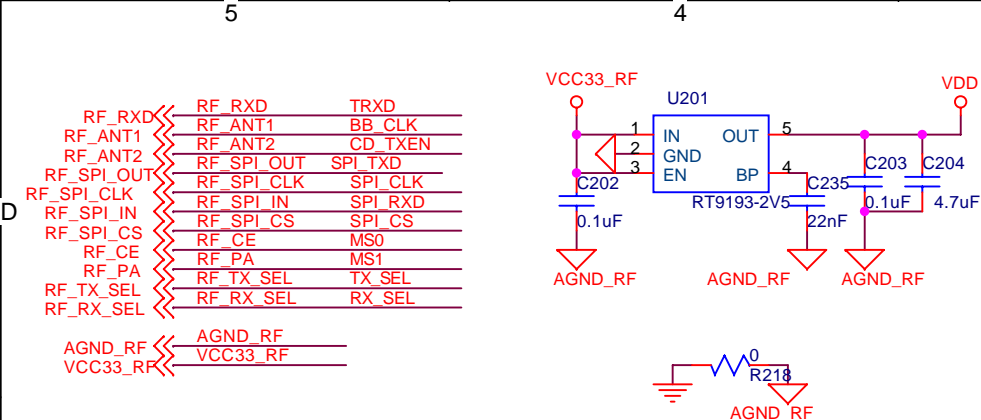 5 4
VCC33_RF VDD
U201
RF_RXD RF_RXD TRXD
RF_ANT1 RF_ANT1 BB_CLK
RF_ANT2 RF_ANT2 CD_TXEN
RF_SPI_OUT RF_SPI_OUT SPI_TXD
RF_SPI_CLK RF_SPI_CLK SPI_CLK
RF_SPI_IN RF_SPI_IN SPI_RXD
RF_SPI_CS RF_SPI_CS SPI_CS
RF_CE RF_CE MS0
RF_PA RF_PA MS1
RF_TX_SEL RF_TX_SEL TX_SEL
RF_RX_SEL RF_RX_SEL RX_SEL
D
1 IN OUT 5
2 GND
3 EN BP 4
C202 C235 C203 C204
RT9193-2V5
0.1uF 22nF 0.1uF 4.7uF
AGND_RF AGND_RF AGND_RF
AGND_RF AGND_RF
VCC33_RF VCC33_RF
0
R218
AGND_RF